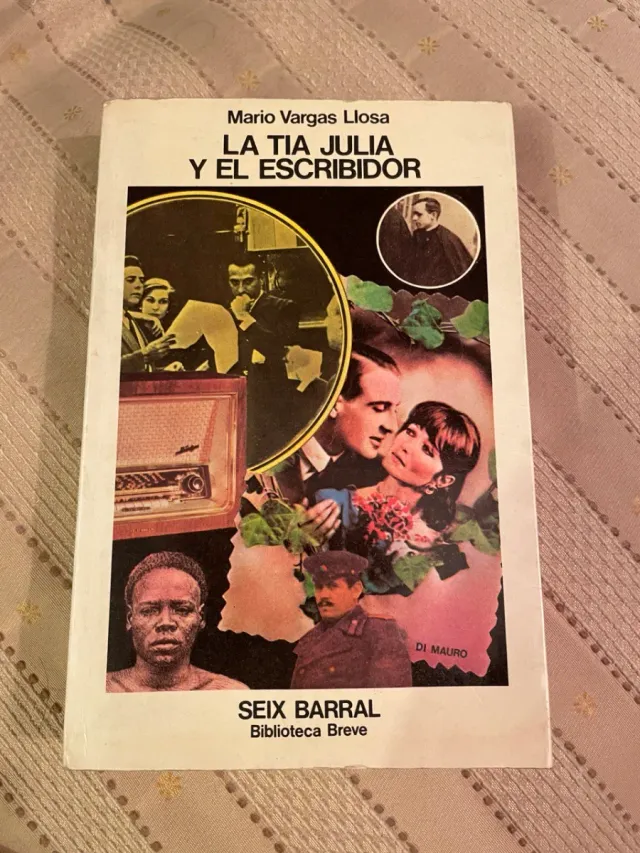 Mario Vargas Llosa
LA TIA JULIA
Y EL ESCRIBIDOR
DI MAURO
SEIX BARRAL
Biblioteca Breve